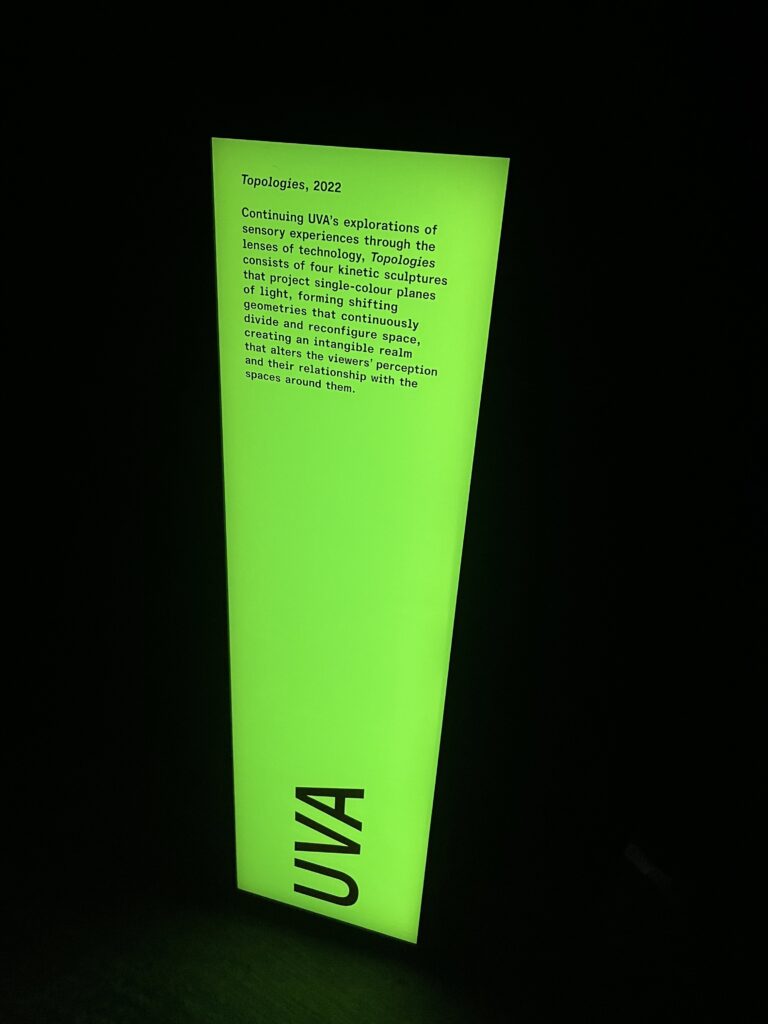 Topologies, 2022
Continuing UVA's explorations of
sensory experiences through the
lenses of technology, Topologies
consists of four kinetic sculptures
that project single-colour planes
of light, forming shifting
geometries that continuously
divide and reconfigure space,
creating an intangible realm
that alters the viewers' perception
and their relationship with the
spaces around them.
UVA